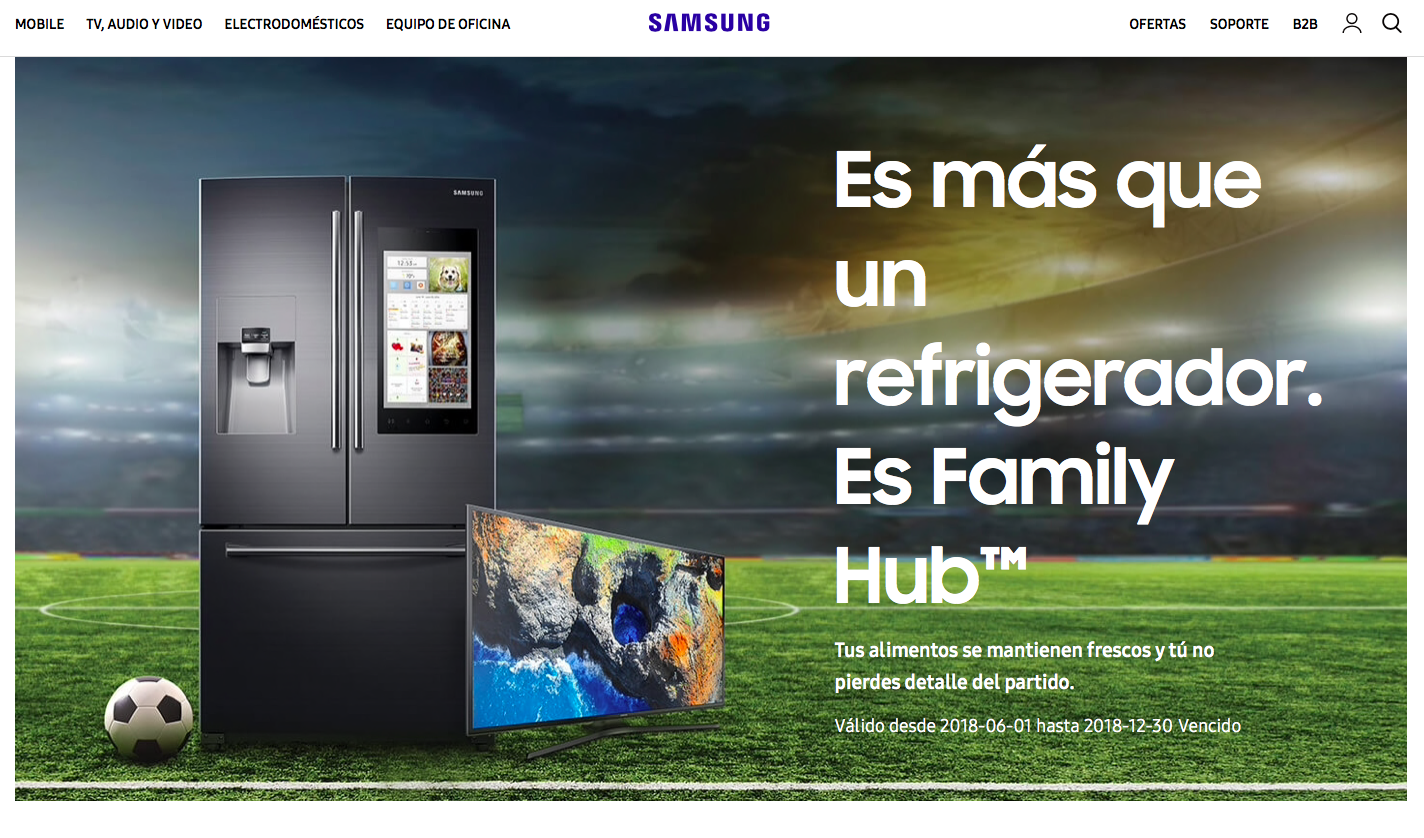 MOBILE TV, AUDIO Y VIDEO ELECTRODOMÉSTICOS EQUIPO DE OFICINA SAMSUNG OFERTAS SOPORTE B2B
SAMSUNG
12:53
Es más que
un
refrigerador.
Es Family
Hub™
Tus alimentos se mantienen frescos y tú no
pierdes detalle del partido.
Válido desde 2018-06-01 hasta 2018-12-30 Vencido